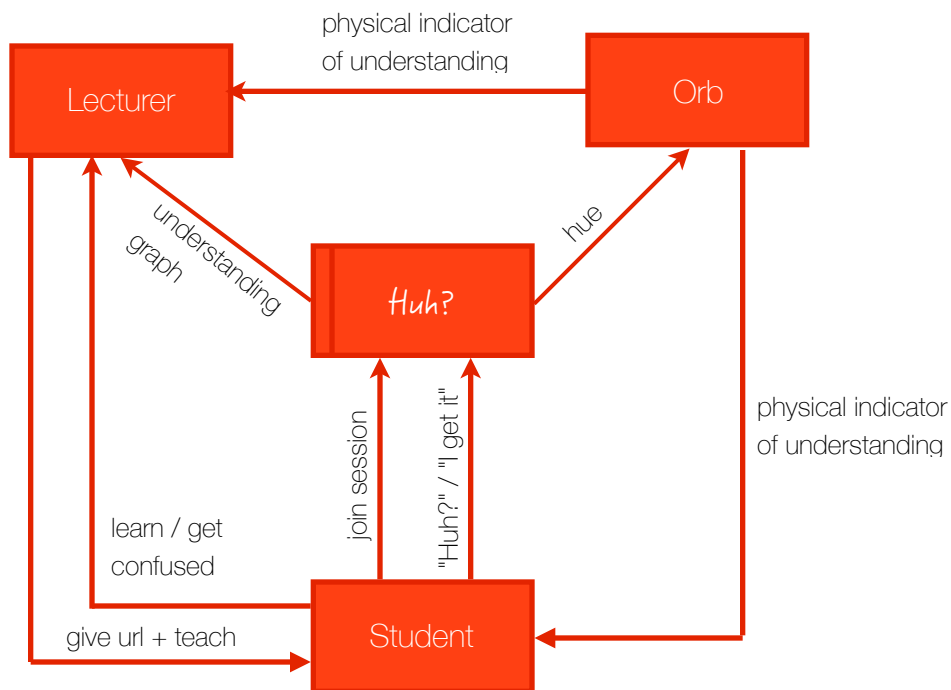 physical indicator
of understanding
Lecturer
Orb
understanding
graph
hue
Huh?
physical indicator
of understanding
join session
"Huh?" / "I get it"
learn / get
confused
give url + teach
Student